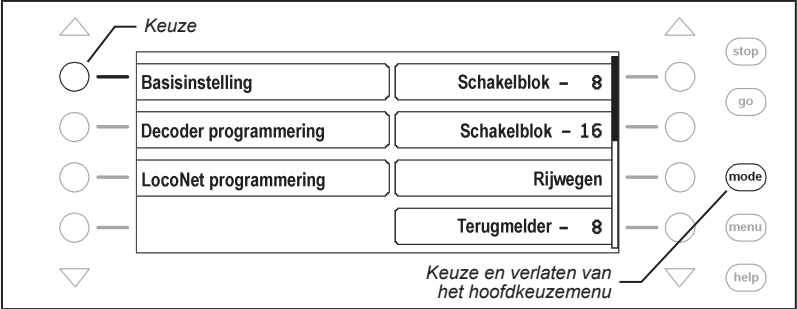 Keuze
stop
Basisinstelling
Schakelblok – 8
go
Decoder programmering
Schakelblok – 16
LocoNet programmering
Rijwegen
mode
Terugmelder – 8
menu
Keuze en verlaten van
het hoofdkeuzemenu
help